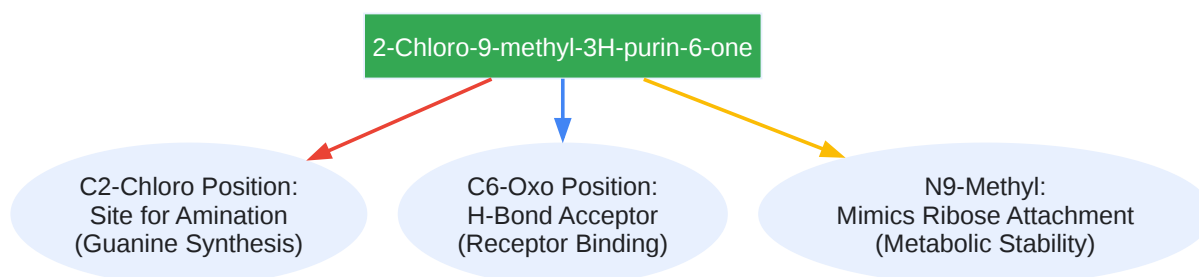 2-Chloro-9-methyl-3H-purin-6-one
C2-Chloro Position:
Site for Amination
(Guanine Synthesis)
C6-Oxo Position:
H-Bond Acceptor
(Receptor Binding)
N9-Methyl:
Mimics Ribose Attachment
(Metabolic Stability)